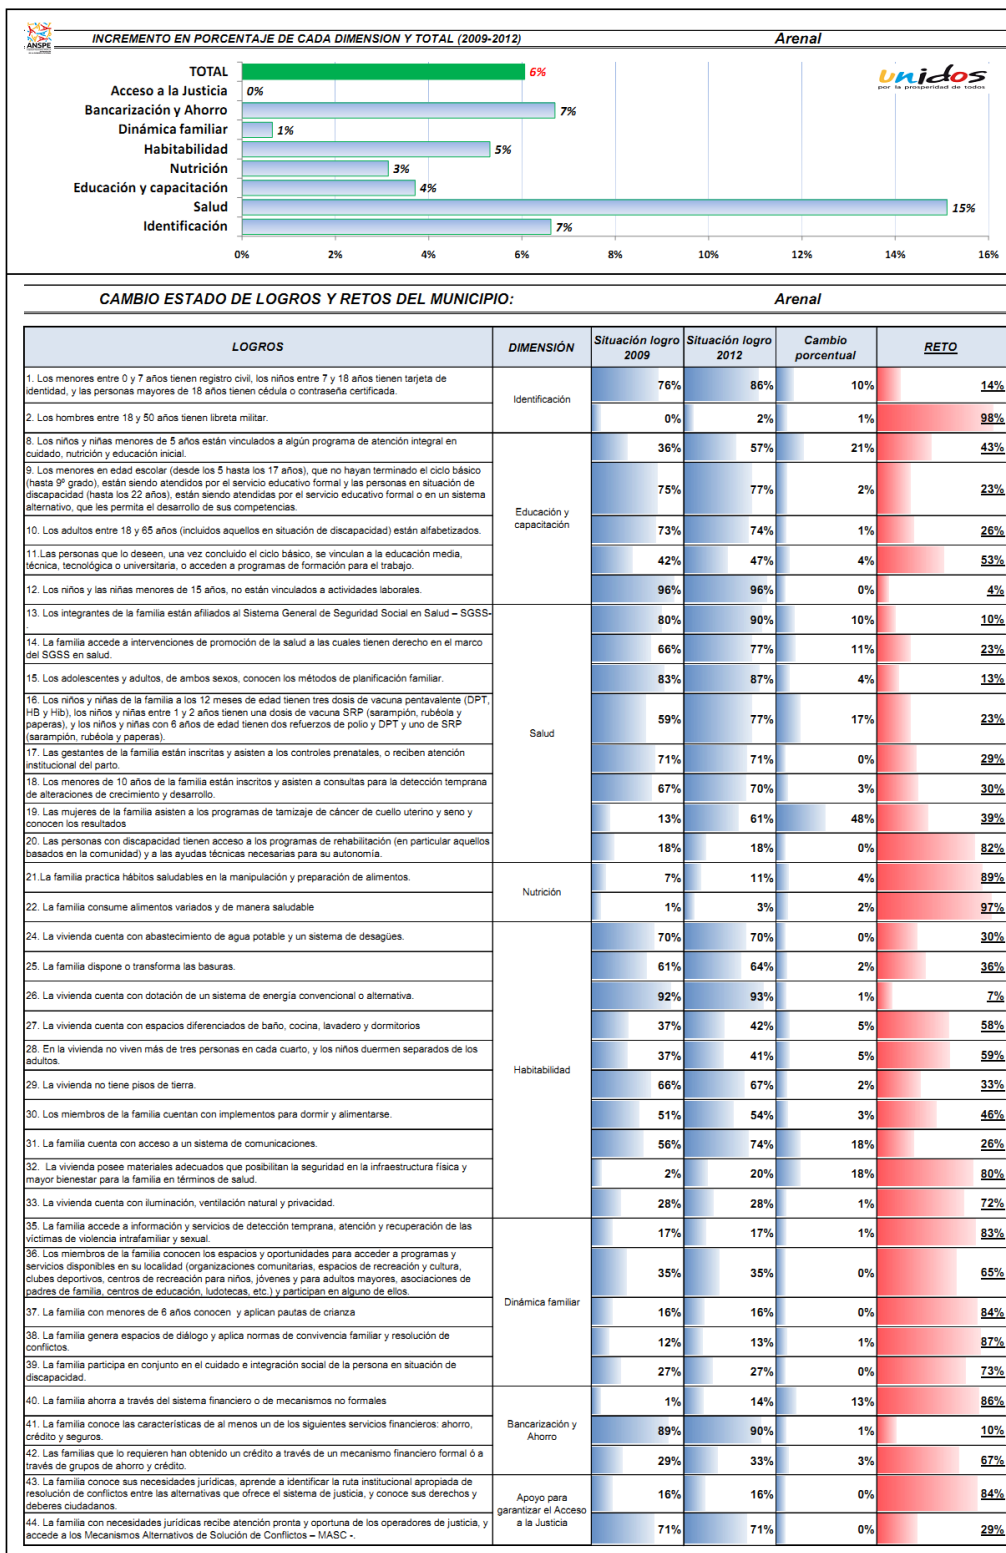 ANSPE
INCREMENTO EN PORCENTAJE DE CADA DIMENSION Y TOTAL (2009-2012)
Arenal
unidos
por la prosperidad de todos
TOTAL 6%
Acceso a la Justicia 0%
Bancarización y Ahorro 7%
Dinámica familiar 1%
Habitabilidad 5%
Nutrición 3%
Educación y capacitación 4%
Salud 15%
Identificación 7%
0% 2% 4% 6% 8% 10% 12% 14% 16%
CAMBIO ESTADO DE LOGROS Y RETOS DEL MUNICIPIO: Arenal
LOGROS DIMENSIÓN Situación logro 2009 Situación logro 2012 Cambio porcentual RETO
1. Los menores entre 0 y 7 años tienen registro civil, los niños entre 7 y 18 años tienen tarjeta de
identidad, y las personas mayores de 18 años tienen cédula o contraseña certificada.
76% 86% 10% 14%
Identificación
2. Los hombres entre 18 y 50 años tienen libreta militar.
0% 2% 1% 98%
8. Los niños y niñas menores de 5 años están vinculados a algún programa de atención integral en
cuidado, nutrición y educación inicial.
36% 57% 21% 43%
9. Los menores en edad escolar (desde los 5 hasta los 17 años), que no hayan terminado el ciclo básico
(hasta 9º grado), están siendo atendidos por el servicio educativo formal y las personas en situación de
discapacidad (hasta los 22 años), están siendo atendidas por el servicio educativo formal o en un sistema
alternativo, que les permita el desarrollo de sus competencias.
75% 77% 2% 23%
Educación y
capacitación
10. Los adultos entre 18 y 65 años (incluidos aquellos en situación de discapacidad) están alfabetizados.
73% 74% 1% 26%
11.Las personas que lo deseen, una vez concluido el ciclo básico, se vinculan a la educación media,
técnica, tecnológica o universitaria, o acceden a programas de formación para el trabajo.
42% 47% 4% 53%
12. Los niños y las niñas menores de 15 años, no están vinculados a actividades laborales.
96% 96% 0% 4%
13. Los integrantes de la familia están afiliados al Sistema General de Seguridad Social en Salud – SGSS-
.
80% 90% 10% 10%
14. La familia accede a intervenciones de promoción de la salud a las cuales tienen derecho en el marco
del SGSS en salud.
66% 77% 11% 23%
15. Los adolescentes y adultos, de ambos sexos, conocen los métodos de planificación familiar.
83% 87% 4% 13%
16. Los niños y niñas de la familia a los 12 meses de edad tienen tres dosis de vacuna pentavalente (DPT,
HB y Hib), los niños y niñas entre 1 y 2 años tienen una dosis de vacuna SRP (sarampión, rubéola y
paperas), y los niños y niñas con 6 años de edad tienen dos refuerzos de polio y DPT y uno de SRP
(sarampión, rubéola y paperas).
59% 77% 17% 23%
Salud
17. Las gestantes de la familia están inscritas y asisten a los controles prenatales, o reciben atención
institucional del parto.
71% 71% 0% 29%
18. Los menores de 10 años de la familia están inscritos y asisten a consultas para la detección temprana
de alteraciones de crecimiento y desarrollo.
67% 70% 3% 30%
19. Las mujeres de la familia asisten a los programas de tamizaje de cáncer de cuello uterino y seno y
conocen los resultados
13% 61% 48% 39%
20. Las personas con discapacidad tienen acceso a los programas de rehabilitación (en particular aquellos
basados en la comunidad) y a las ayudas técnicas necesarias para su autonomía.
18% 18% 0% 82%
21.La familia practica hábitos saludables en la manipulación y preparación de alimentos.
7% 11% 4% 89%
Nutrición
22. La familia consume alimentos variados y de manera saludable
1% 3% 2% 97%
24. La vivienda cuenta con abastecimiento de agua potable y un sistema de desagües.
70% 70% 0% 30%
25. La familia dispone o transforma las basuras.
61% 64% 2% 36%
26. La vivienda cuenta con dotación de un sistema de energía convencional o alternativa.
92% 93% 1% 7%
27. La vivienda cuenta con espacios diferenciados de baño, cocina, lavadero y dormitorios
37% 42% 5% 58%
28. En la vivienda no viven más de tres personas en cada cuarto, y los niños duermen separados de los
adultos.
37% 41% 5% 59%
Habitabilidad
29. La vivienda no tiene pisos de tierra.
66% 67% 2% 33%
30. Los miembros de la familia cuentan con implementos para dormir y alimentarse.
51% 54% 3% 46%
31. La familia cuenta con acceso a un sistema de comunicaciones.
56% 74% 18% 26%
32. La vivienda posee materiales adecuados que posibilitan la seguridad en la infraestructura física y
mayor bienestar para la familia en términos de salud.
2% 20% 18% 80%
33. La vivienda cuenta con iluminación, ventilación natural y privacidad.
28% 28% 1% 72%
35. La familia accede a información y servicios de detección temprana, atención y recuperación de las
víctimas de violencia intrafamiliar y sexual.
17% 17% 1% 83%
36. Los miembros de la familia conocen los espacios y oportunidades para acceder a programas y
servicios disponibles en su localidad (organizaciones comunitarias, espacios de recreación y cultura,
clubes deportivos, centros de recreación para niños, jóvenes y para adultos mayores, asociaciones de
padres de familia, centros de educación, ludotecas, etc.) y participan en alguno de ellos.
35% 35% 0% 65%
Dinámica familiar
37. La familia con menores de 6 años conocen y aplican pautas de crianza
16% 16% 0% 84%
38. La familia genera espacios de diálogo y aplica normas de convivencia familiar y resolución de
conflictos.
12% 13% 1% 87%
39. La familia participa en conjunto en el cuidado e integración social de la persona en situación de
discapacidad.
27% 27% 0% 73%
40. La familia ahorra a través del sistema financiero o de mecanismos no formales
1% 14% 13% 86%
41. La familia conoce las características de al menos un de los siguientes servicios financieros: ahorro,
crédito y seguros.
89% 90% 1% 10%
Bancarización y
Ahorro
42. Las familias que lo requieren han obtenido un crédito a través de un mecanismo financiero formal ó a
través de grupos de ahorro y crédito.
29% 33% 3% 67%
43. La familia conoce sus necesidades jurídicas, aprende a identificar la ruta institucional apropiada de
resolución de conflictos entre las alternativas que ofrece el sistema de justicia, y conoce sus derechos y
deberes ciudadanos.
16% 16% 0% 84%
Apoyo para
garantizar el Acceso
a la Justicia
44. La familia con necesidades jurídicas recibe atención pronta y oportuna de los operadores de justicia, y
accede a los Mecanismos Alternativos de Solución de Conflictos – MASC -.
71% 71% 0% 29%